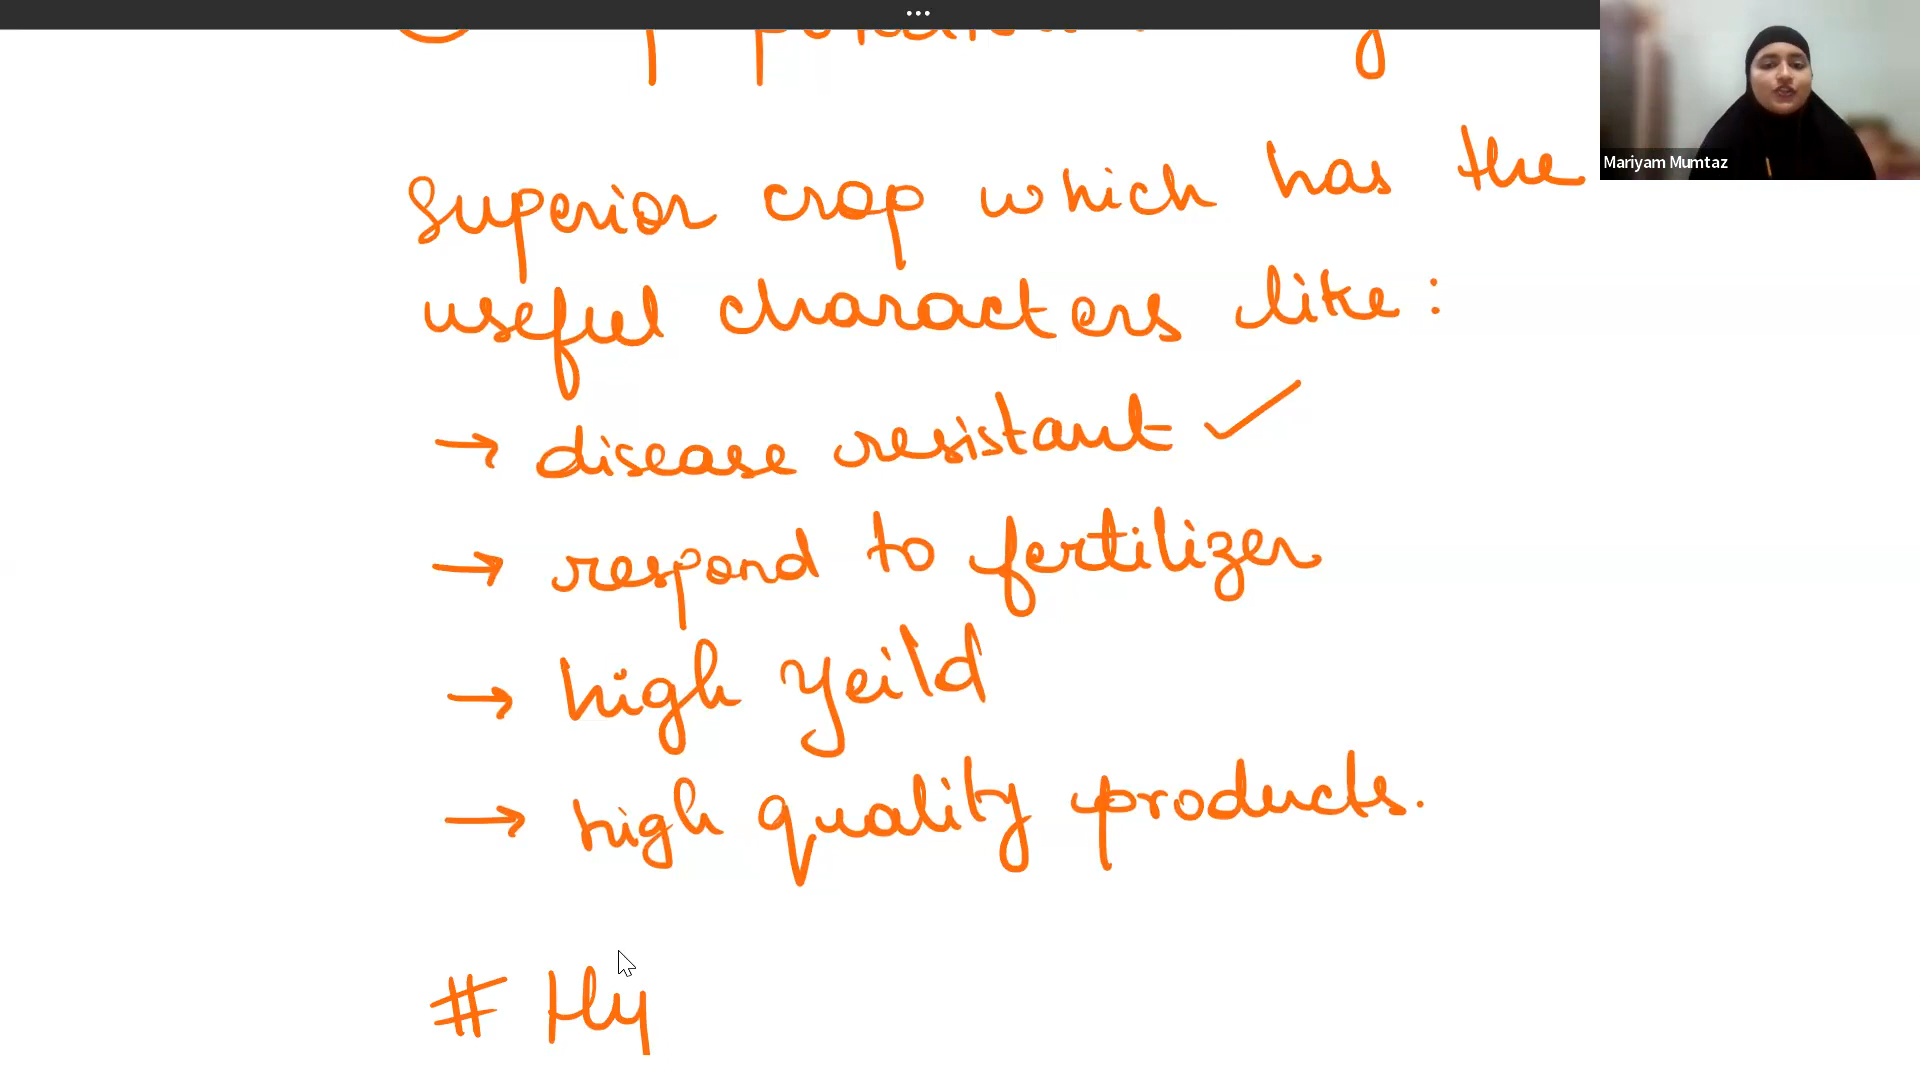 Mariyam Mumtaz
superior crop which has the
useful characters like :
→ disease resistant ✓
→ respond to fertilizer
→ high yeild
→ high quality products.
# Hy